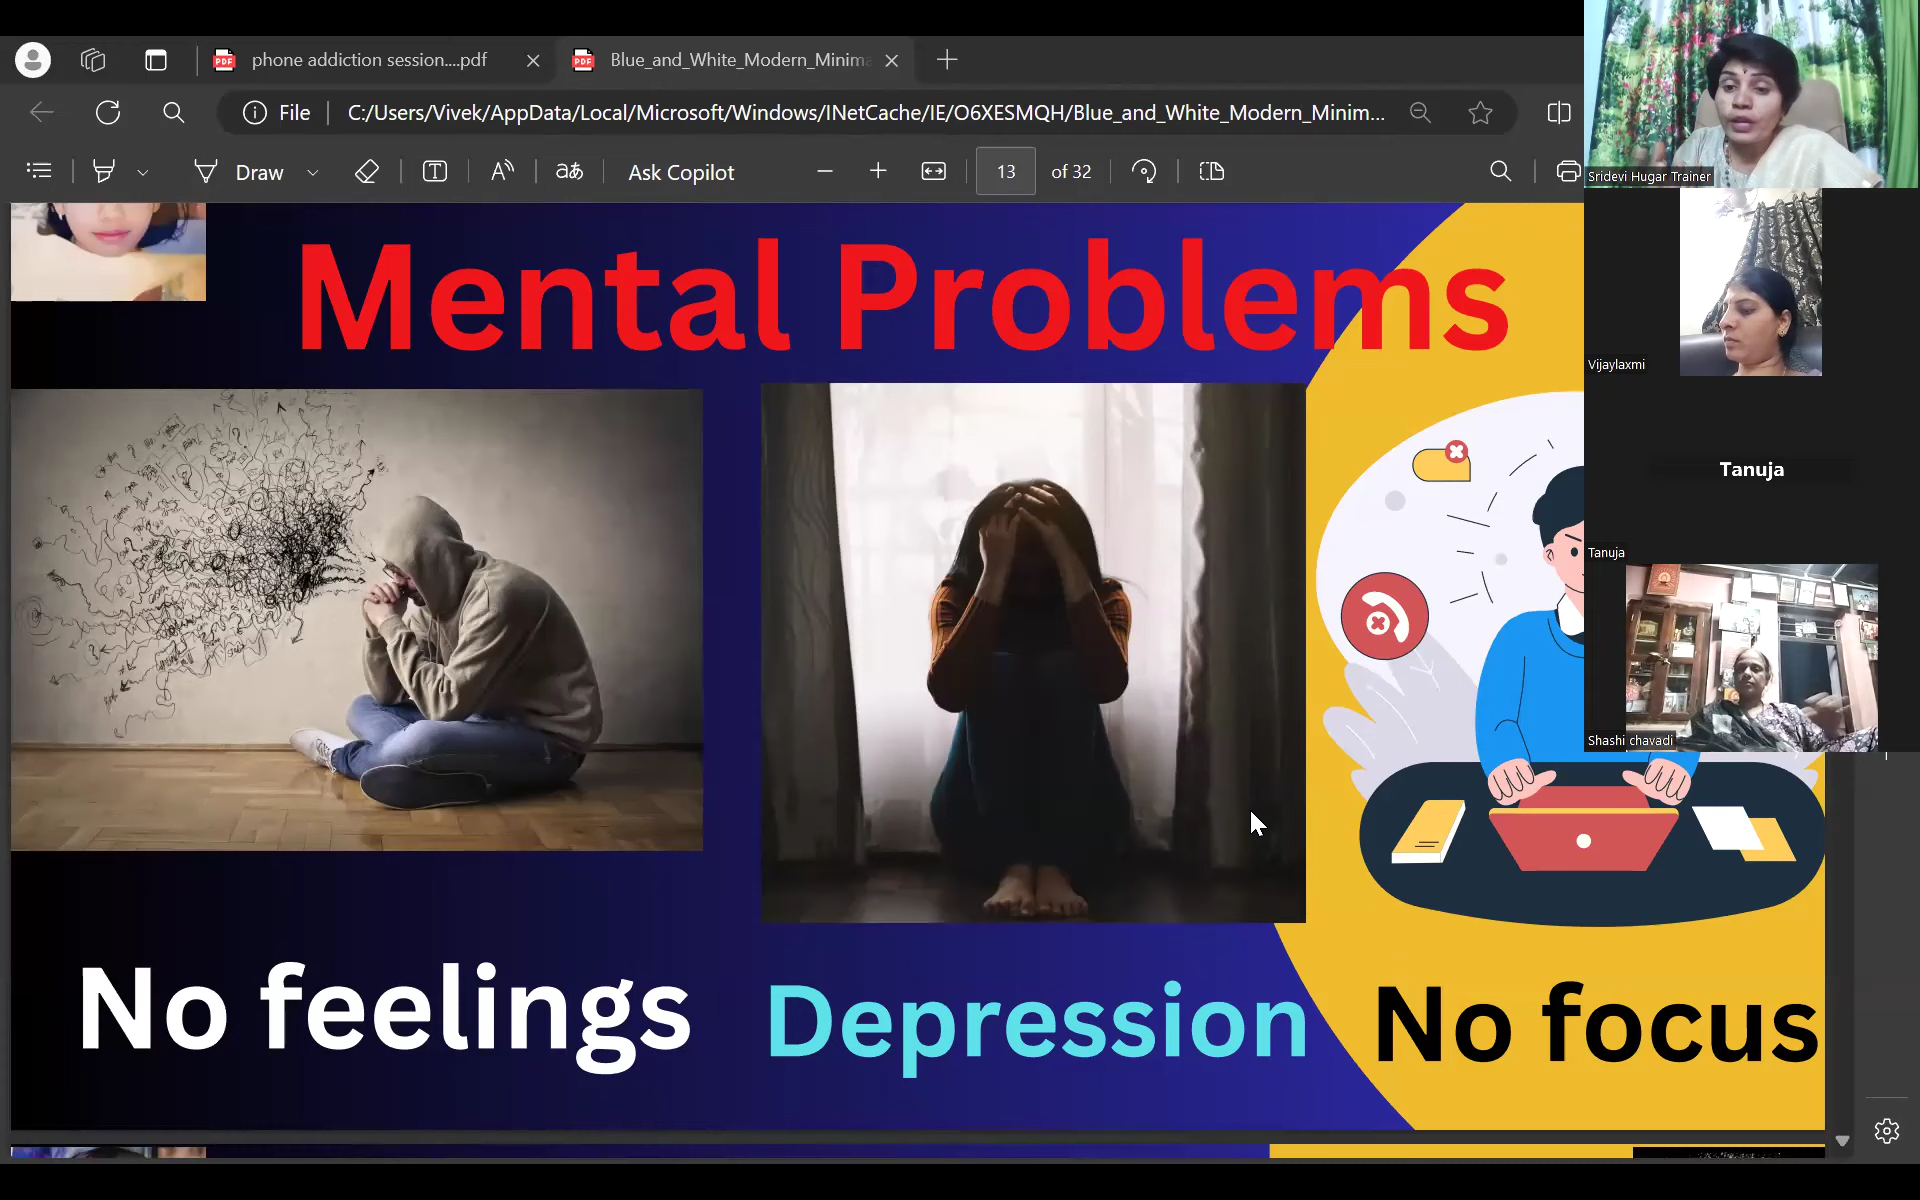 phone addiction session....pdf
Blue_and_White_Modern_Minima
File
C:/Users/Vivek/AppData/Local/Microsoft/Windows/INetCache/IE/O6XESMQH/Blue_and_White_Modern_Minim...
Draw
Ask Copilot
13
of 32
Mental Problems
No feelings
Depression
No focus
Sridevi Hugar Trainer
Vijaylaxmi
Tanuja
Tanuja
Shashi chavadi